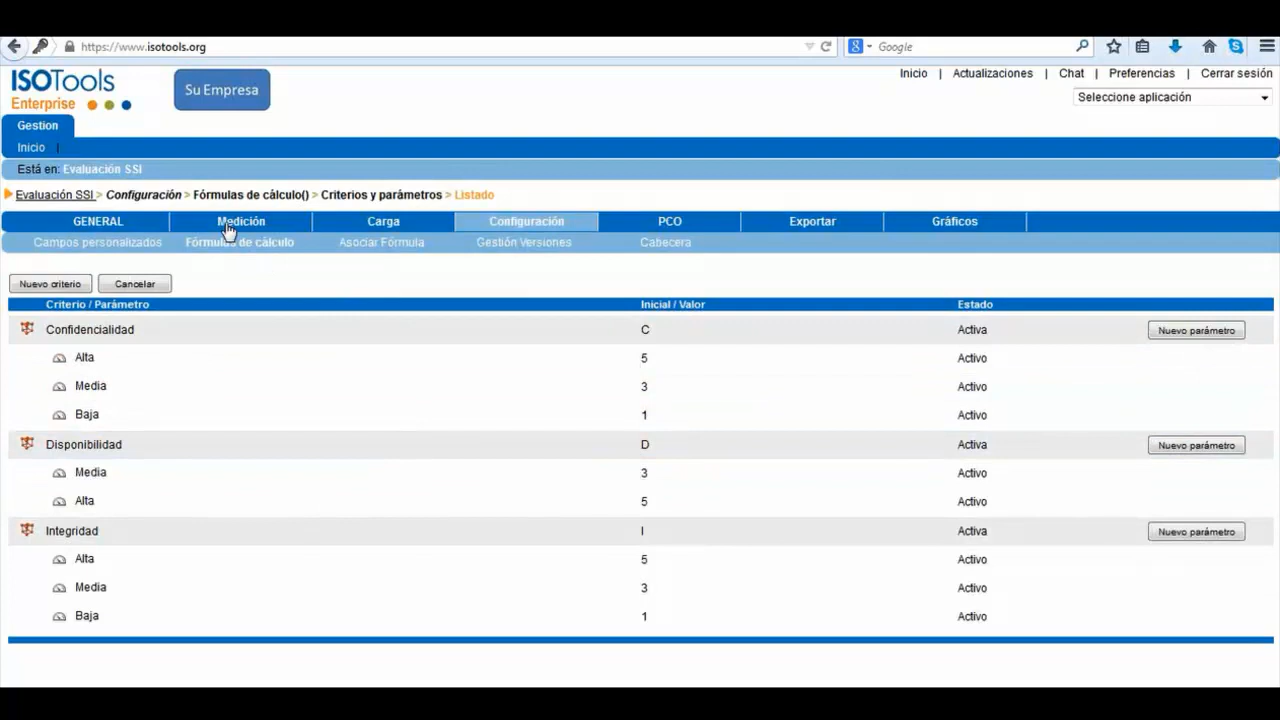 https://www.isotools.org
Google
ISOTools
Enterprise
Su Empresa
Inicio | Actualizaciones | Chat | Preferencias | Cerrar sesión
Seleccione aplicación
Gestion
Inicio |
Está en: Evaluación SSI
Evaluación SSI > Configuración > Fórmulas de cálculo() > Criterios y parámetros > Listado
GENERAL Medición Carga Configuración PCO Exportar Gráficos
Campos personalizados Fórmulas de cálculo Asociar Fórmula Gestión Versiones Cabecera
Nuevo criterio Cancelar
Criterio / Parámetro Inicial / Valor Estado
Confidencialidad C Activa Nuevo parámetro
Alta 5 Activo
Media 3 Activo
Baja 1 Activo
Disponibilidad D Activa Nuevo parámetro
Media 3 Activo
Alta 5 Activo
Integridad I Activa Nuevo parámetro
Alta 5 Activo
Media 3 Activo
Baja 1 Activo